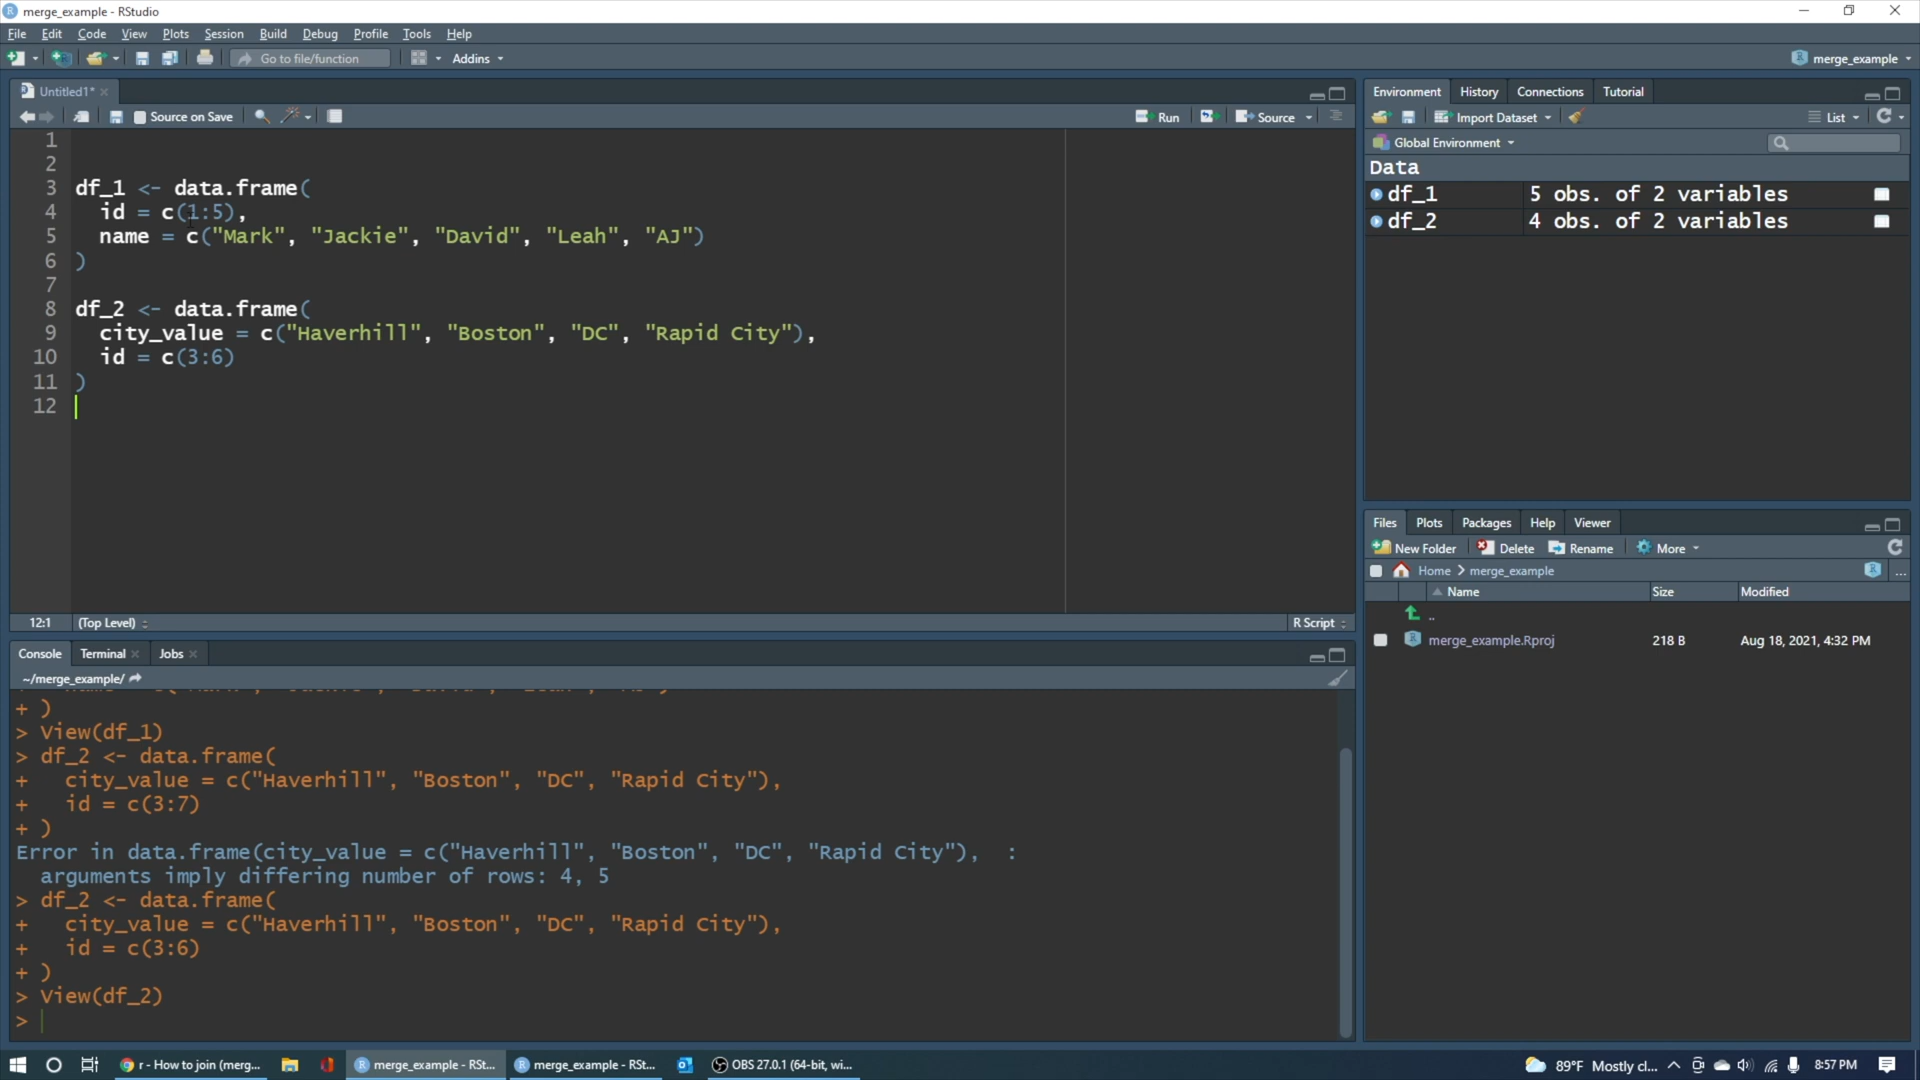 merge_example - RStudio
File Edit Code View Plots Session Build Debug Profile Tools Help
Go to file/function Addins merge_example
Untitled1*
Source on Save Run Source
1
2
3 df_1 <- data.frame(
4 id = c(1:5),
5 name = c("Mark", "Jackie", "David", "Leah", "AJ")
6 )
7
8 df_2 <- data.frame(
9 city_value = c("Haverhill", "Boston", "DC", "Rapid City"),
10 id = c(3:6)
11 )
12
12:1 (Top Level) R Script
Console Terminal Jobs
~/merge_example/
+ )
> View(df_1)
> df_2 <- data.frame(
+ city_value = c("Haverhill", "Boston", "DC", "Rapid City"),
+ id = c(3:7)
+ )
Error in data.frame(city_value = c("Haverhill", "Boston", "DC", "Rapid City"), :
arguments imply differing number of rows: 4, 5
> df_2 <- data.frame(
+ city_value = c("Haverhill", "Boston", "DC", "Rapid City"),
+ id = c(3:6)
+ )
> View(df_2)
>
Environment History Connections Tutorial
Import Dataset List
Global Environment
Data
df_1 5 obs. of 2 variables
df_2 4 obs. of 2 variables
Files Plots Packages Help Viewer
New Folder Delete Rename More
Home > merge_example ...
Name Size Modified
..
merge_example.Rproj 218 B Aug 18, 2021, 4:32 PM
r - How to join (merg... merge_example - RSt... merge_example - RSt... OBS 27.0.1 (64-bit, wi... 89°F Mostly cl... 8:57 PM